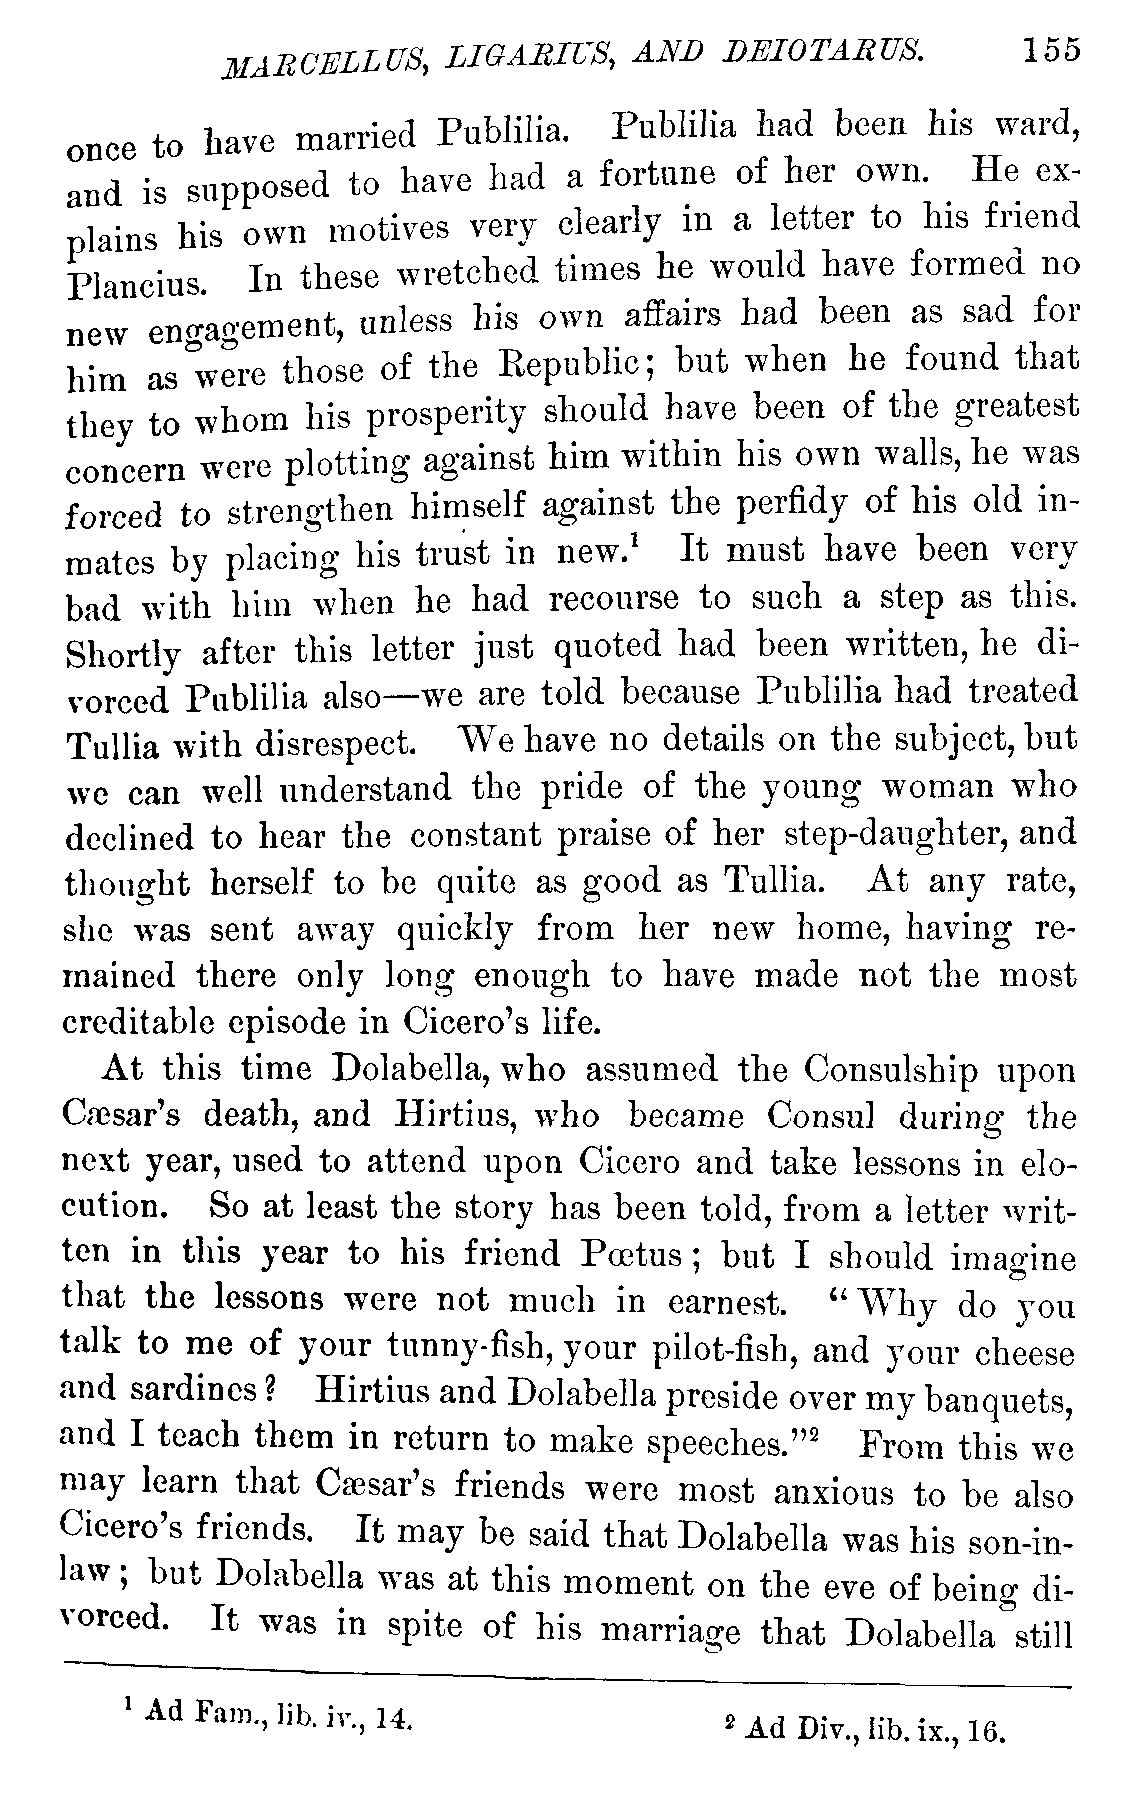 MARCELLUS, LIGARIUS, AND DEIOTARUS. 155
once to have married Publilia. Publilia had been his ward,
and is supposed to have had a fortune of her own. He ex-
plains his own motives very clearly in a letter to his friend
Plancius. In these wretched times he would have formed no
new engagement, unless his own affairs had been as sad for
him as were those of the Republic; but when he found that
they to whom his prosperity should have been of the greatest
concern were plotting against him within his own walls, he was
forced to strengthen himself against the perfidy of his old in-
mates by placing his trust in new.¹ It must have been very
bad with him when he had recourse to such a step as this.
Shortly after this letter just quoted had been written, he di-
vorced Publilia also—we are told because Publilia had treated
Tullia with disrespect. We have no details on the subject, but
we can well understand the pride of the young woman who
declined to hear the constant praise of her step-daughter, and
thought herself to be quite as good as Tullia. At any rate,
she was sent away quickly from her new home, having re-
mained there only long enough to have made not the most
creditable episode in Cicero's life.
At this time Dolabella, who assumed the Consulship upon
Cæsar's death, and Hirtius, who became Consul during the
next year, used to attend upon Cicero and take lessons in elo-
cution. So at least the story has been told, from a letter writ-
ten in this year to his friend Pœtus; but I should imagine
that the lessons were not much in earnest. "Why do you
talk to me of your tunny-fish, your pilot-fish, and your cheese
and sardines? Hirtius and Dolabella preside over my banquets,
and I teach them in return to make speeches."² From this we
may learn that Cæsar's friends were most anxious to be also
Cicero's friends. It may be said that Dolabella was his son-in-
law; but Dolabella was at this moment on the eve of being di-
vorced. It was in spite of his marriage that Dolabella still
¹ Ad Fam., lib. iv., 14. ² Ad Div., lib. ix., 16.